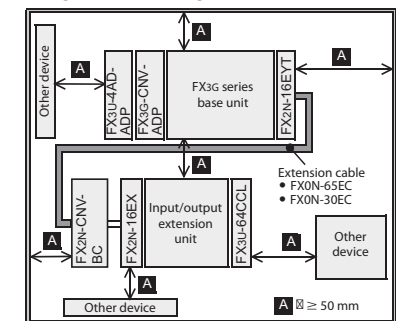 A
Other device
A
FX3U-4AD-
ADP
FX3G-CNV-
ADP
FX3G series
base unit
FX2N-16EYT
A
A
Extension cable
• FX0N-65EC
• FX0N-30EC
A
FX2N-CNV-
BC
FX2N-16EX
Input/output
extension
unit
FX3U-64CCL
A
Other
device
A
Other device
A ≥ 50 mm